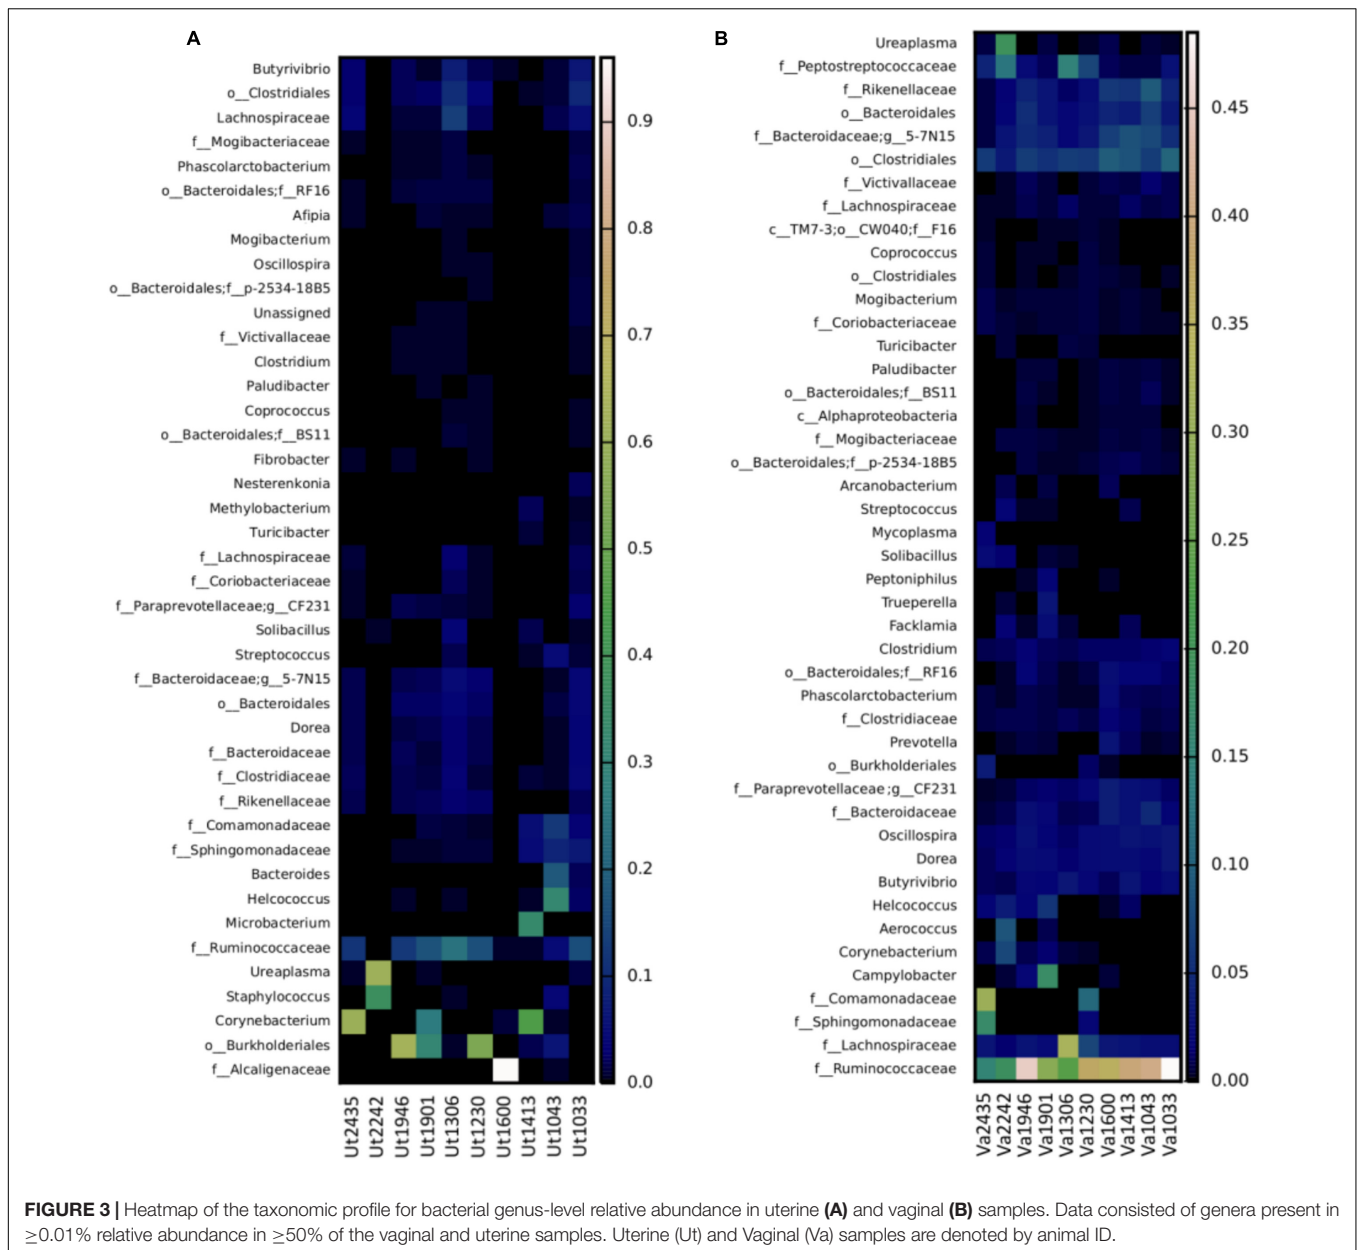 A
Butyrivibrio
o__Clostridiales
Lachnospiraceae
f__Mogibacteriaceae
Phascolarctobacterium
o__Bacteroidales;f__RF16
Afipia
Mogibacterium
Oscillospira
o__Bacteroidales;f__p-2534-18B5
Unassigned
f__Victivallaceae
Clostridium
Paludibacter
Coprococcus
o__Bacteroidales;f__BS11
Fibrobacter
Nesterenkonia
Methylobacterium
Turicibacter
f__Lachnospiraceae
f__Coriobacteriaceae
f__Paraprevotellaceae;g__CF231
Solibacillus
Streptococcus
f__Bacteroidaceae;g__5-7N15
o__Bacteroidales
Dorea
f__Bacteroidaceae
f__Clostridiaceae
f__Rikenellaceae
f__Comamonadaceae
f__Sphingomonadaceae
Bacteroides
Helcococcus
Microbacterium
f__Ruminococcaceae
Ureaplasma
Staphylococcus
Corynebacterium
o__Burkholderiales
f__Alcaligenaceae
Ut2435
Ut2242
Ut1946
Ut1901
Ut1306
Ut1230
Ut1600
Ut1413
Ut1043
Ut1033
0.9
0.8
0.7
0.6
0.5
0.4
0.3
0.2
0.1
0.0
B
Ureaplasma
f__Peptostreptococcaceae
f__Rikenellaceae
o__Bacteroidales
f__Bacteroidaceae;g__5-7N15
o__Clostridiales
f__Victivallaceae
f__Lachnospiraceae
c__TM7-3;o__CW040;f__F16
Coprococcus
o__Clostridiales
Mogibacterium
f__Coriobacteriaceae
Turicibacter
Paludibacter
o__Bacteroidales;f__BS11
c__Alphaproteobacteria
f__Mogibacteriaceae
o__Bacteroidales;f__p-2534-18B5
Arcanobacterium
Streptococcus
Mycoplasma
Solibacillus
Peptoniphilus
Trueperella
Facklamia
Clostridium
o__Bacteroidales;f__RF16
Phascolarctobacterium
f__Clostridiaceae
Prevotella
o__Burkholderiales
f__Paraprevotellaceae;g__CF231
f__Bacteroidaceae
Oscillospira
Dorea
Butyrivibrio
Helcococcus
Aerococcus
Corynebacterium
Campylobacter
f__Comamonadaceae
f__Sphingomonadaceae
f__Lachnospiraceae
f__Ruminococcaceae
Va2435
Va2242
Va1946
Va1901
Va1306
Va1230
Va1600
Va1413
Va1043
Va1033
0.45
0.40
0.35
0.30
0.25
0.20
0.15
0.10
0.05
0.00
FIGURE 3 | Heatmap of the taxonomic profile for bacterial genus-level relative abundance in uterine (A) and vaginal (B) samples. Data consisted of genera present in
≥0.01% relative abundance in ≥50% of the vaginal and uterine samples. Uterine (Ut) and Vaginal (Va) samples are denoted by animal ID.